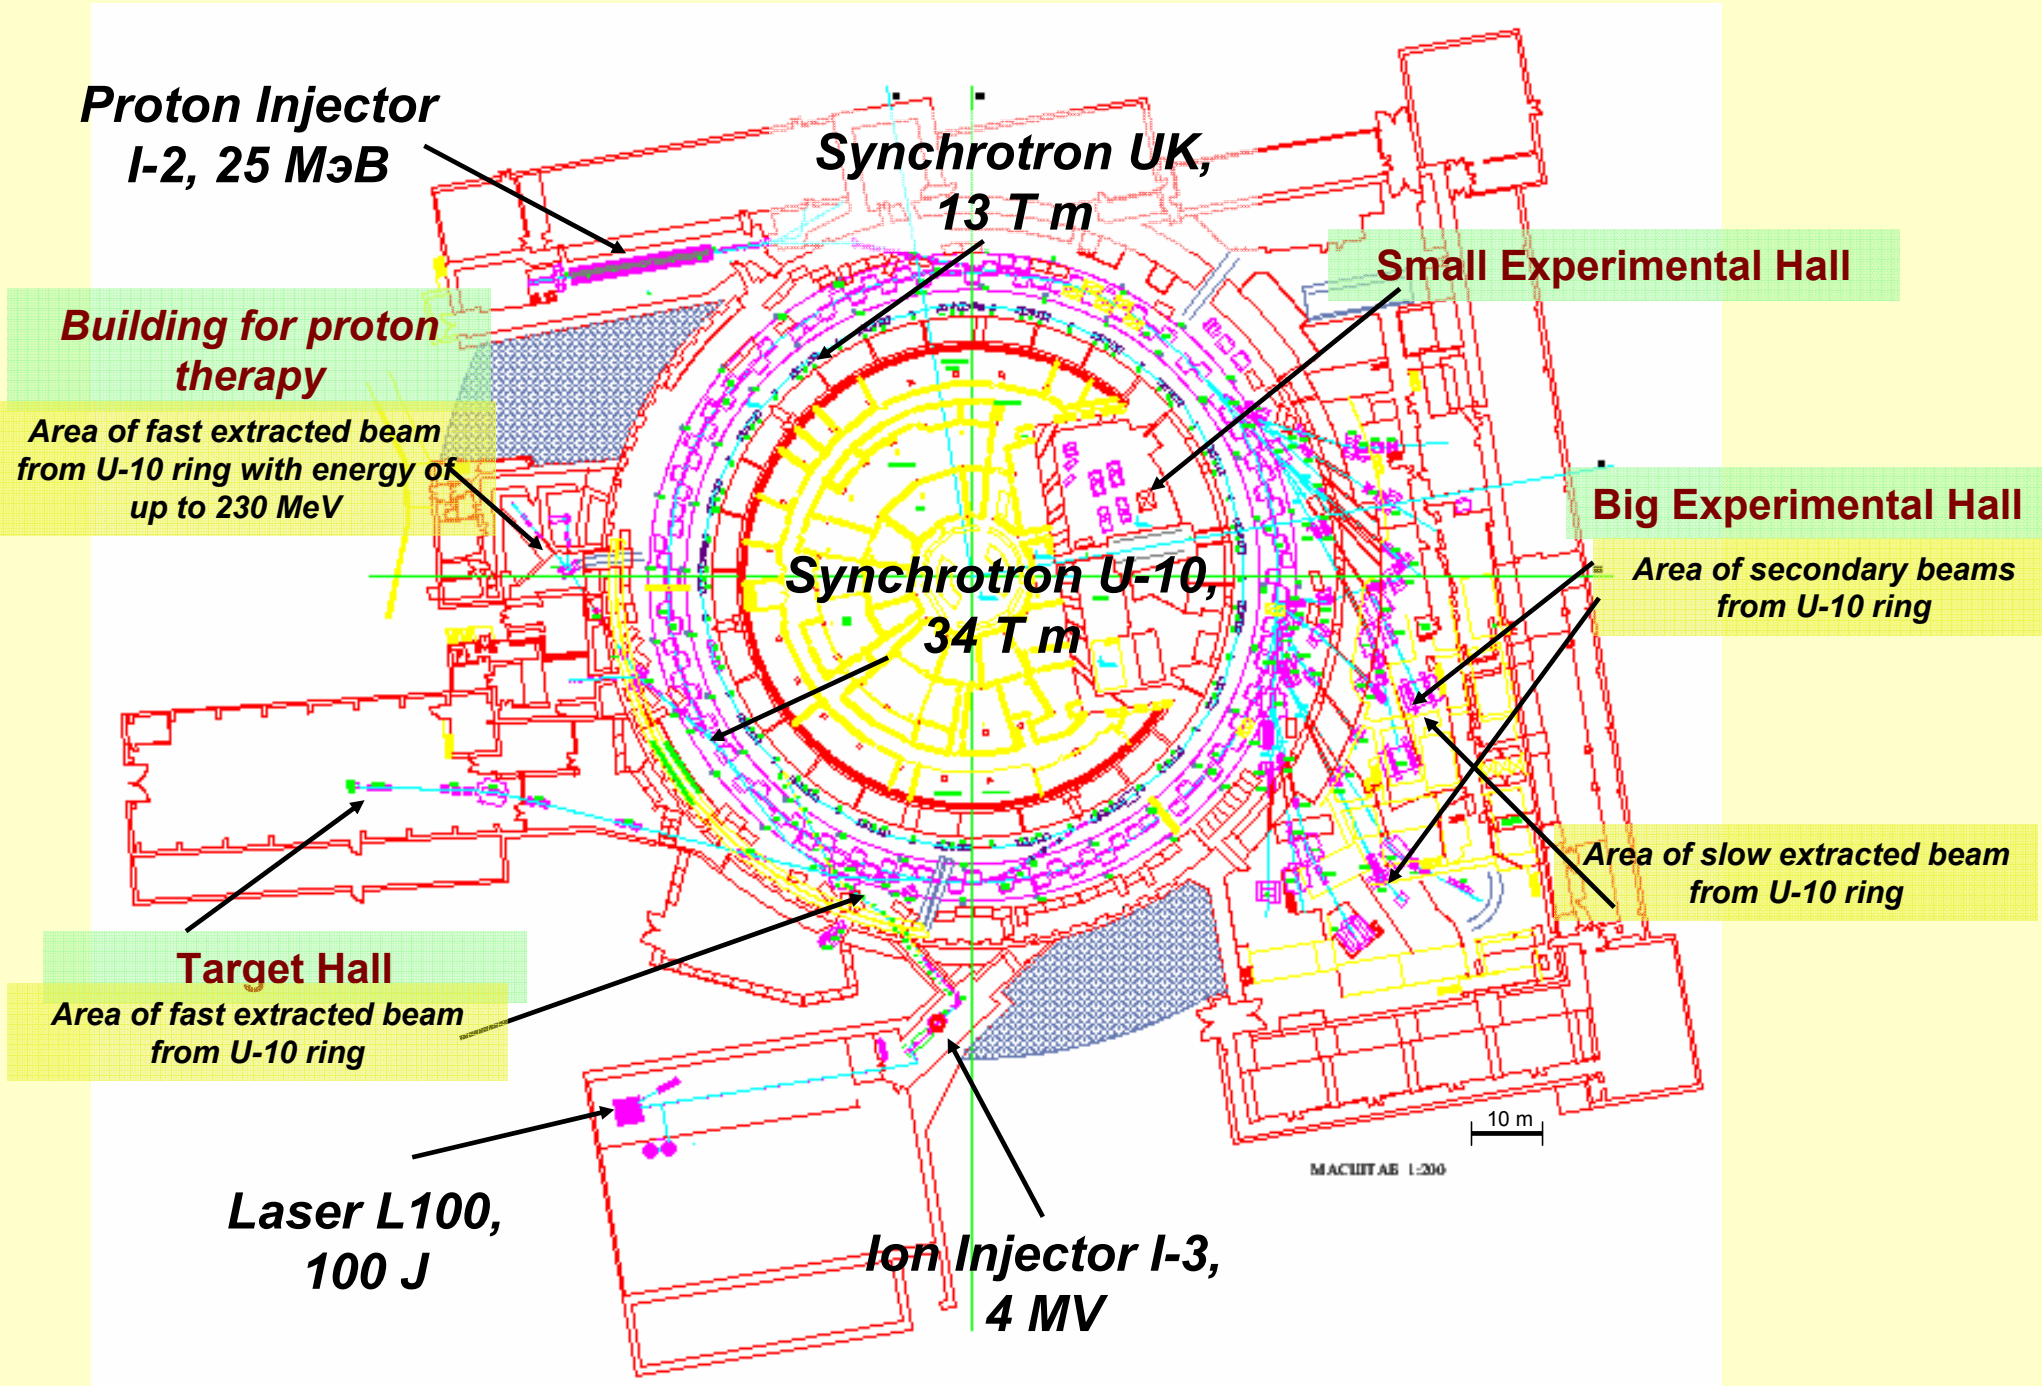 Proton Injector
I-2, 25 МэВ
Synchrotron UK,
13 T m
Small Experimental Hall
Building for proton
therapy
Area of fast extracted beam
from U-10 ring with energy of
up to 230 MeV
Big Experimental Hall
Area of secondary beams
from U-10 ring
Synchrotron U-10,
34 T m
Area of slow extracted beam
from U-10 ring
Target Hall
Area of fast extracted beam
from U-10 ring
10 m
1:200
Laser L100,
100 J
Ion Injector I-3,
4 MV